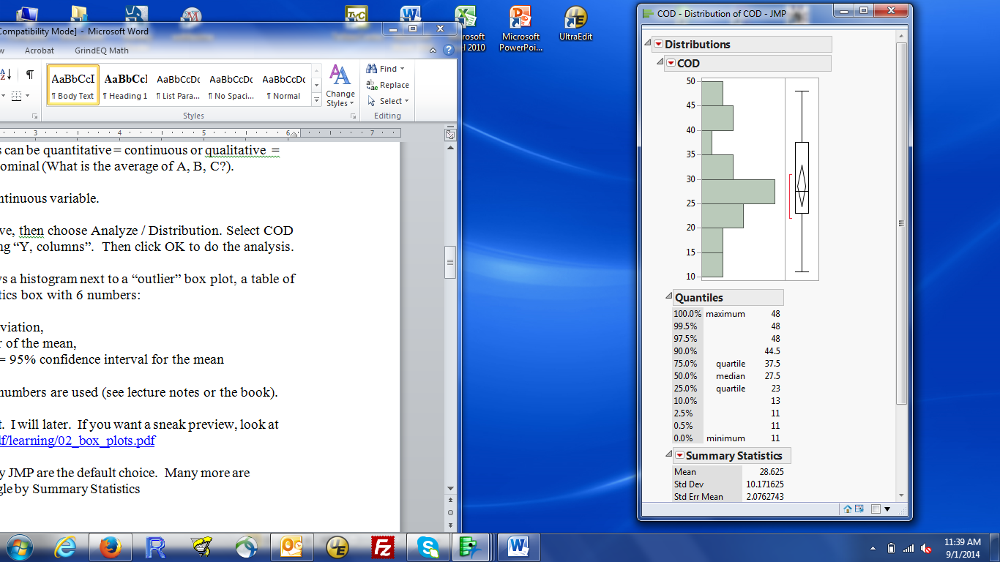 Compatibility Mode] - Microsoft Word
Acrobat GrindEQ Math
AaBbCcI AaBbCcI AaBbCcDc AaBbCcDc AaBbCcDc
¶ Body Text ¶ Heading 1 ¶ List Para... ¶ No Spaci... ¶ Normal
Change
Styles
Find
Replace
Select
Styles Editing
3 4 5 6 7
s can be quantitative = continuous or qualitative =
ominal (What is the average of A, B, C?).
ntinuous variable.
ve, then choose Analyze / Distribution. Select COD
ng “Y, columns”. Then click OK to do the analysis.
ws a histogram next to a “outlier” box plot, a table of
tics box with 6 numbers:
viation,
r of the mean,
= 95% confidence interval for the mean
numbers are used (see lecture notes or the book).
t. I will later. If you want a sneak preview, look at
df/learning/02_box_plots.pdf
y JMP are the default choice. Many more are
gle by Summary Statistics
rosoft
el 2010
Microsoft
PowerPoi...
UltraEdit
COD - Distribution of COD - JMP
Distributions
COD
50
45
40
35
30
25
20
15
10
Quantiles
100.0% maximum 48
99.5% 48
97.5% 48
90.0% 44.5
75.0% quartile 37.5
50.0% median 27.5
25.0% quartile 23
10.0% 13
2.5% 11
0.5% 11
0.0% minimum 11
Summary Statistics
Mean 28.625
Std Dev 10.171625
Std Err Mean 2.0762743
11:39 AM
9/1/2014